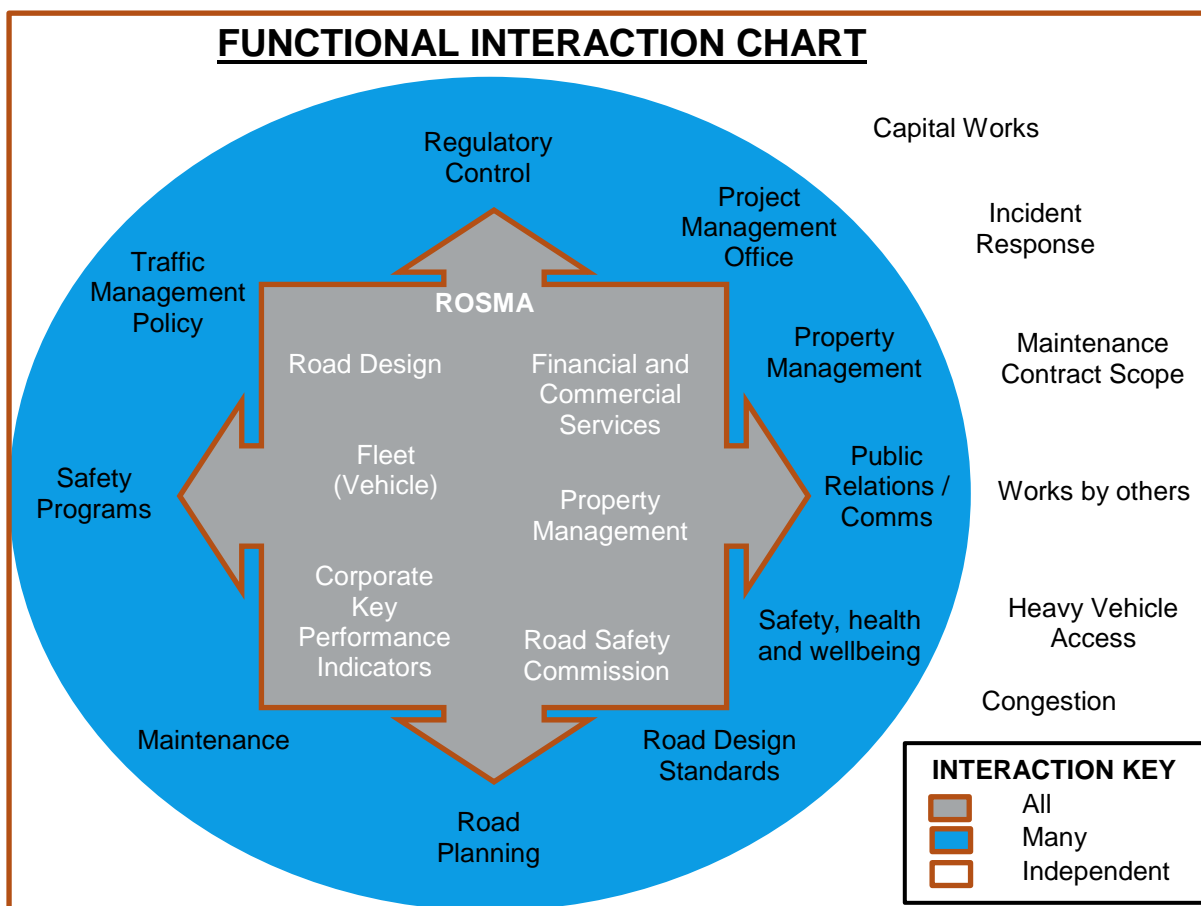 FUNCTIONAL INTERACTION CHART
Capital Works
Regulatory
Control
Project
Management
Office
Incident
Response
Traffic
Management
Policy
ROSMA
Property
Management
Maintenance
Contract Scope
Road Design
Financial and
Commercial
Services
Fleet
(Vehicle)
Safety
Programs
Public
Relations /
Comms
Works by others
Property
Management
Corporate
Key
Performance
Indicators
Road Safety
Commission
Safety, health
and wellbeing
Heavy Vehicle
Access
Congestion
Maintenance
Road Design
Standards
Road
Planning
INTERACTION KEY
All
Many
Independent